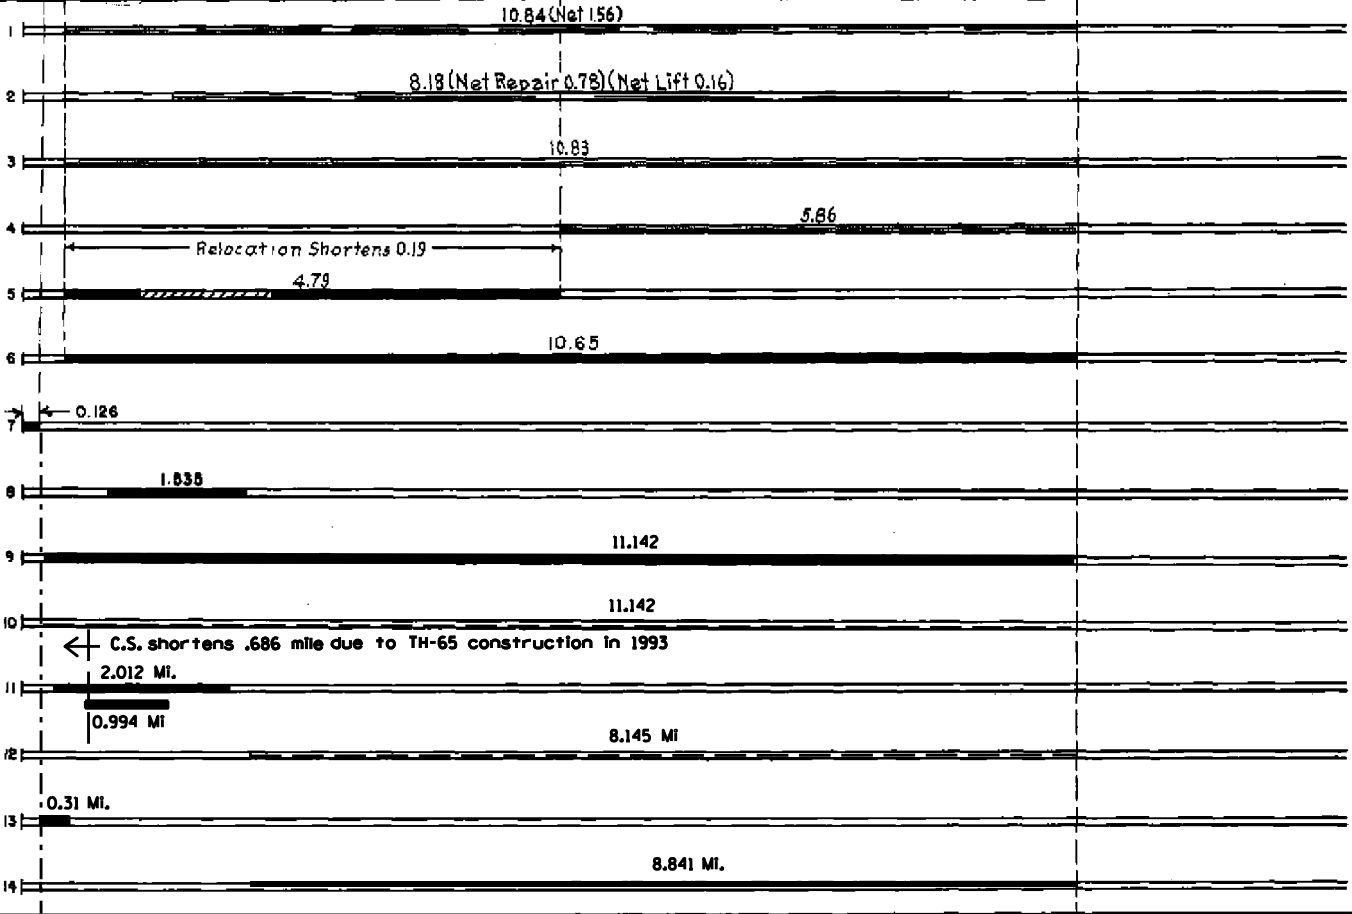 10.84 (Net 1.56)
1
8.18 (Net Repair 0.78) (Net Lift 0.16)
2
10.83
3
5.86
4
Relocation Shortens 0.19
4.79
5
10.65
6
0.126
7
1.838
8
11.142
9
11.142
10
C.S. shortens .686 mile due to TH-65 construction in 1993
2.012 Mi.
11
0.994 Mi
8.145 Mi
12
0.31 Mi.
13
8.841 Mi.
14